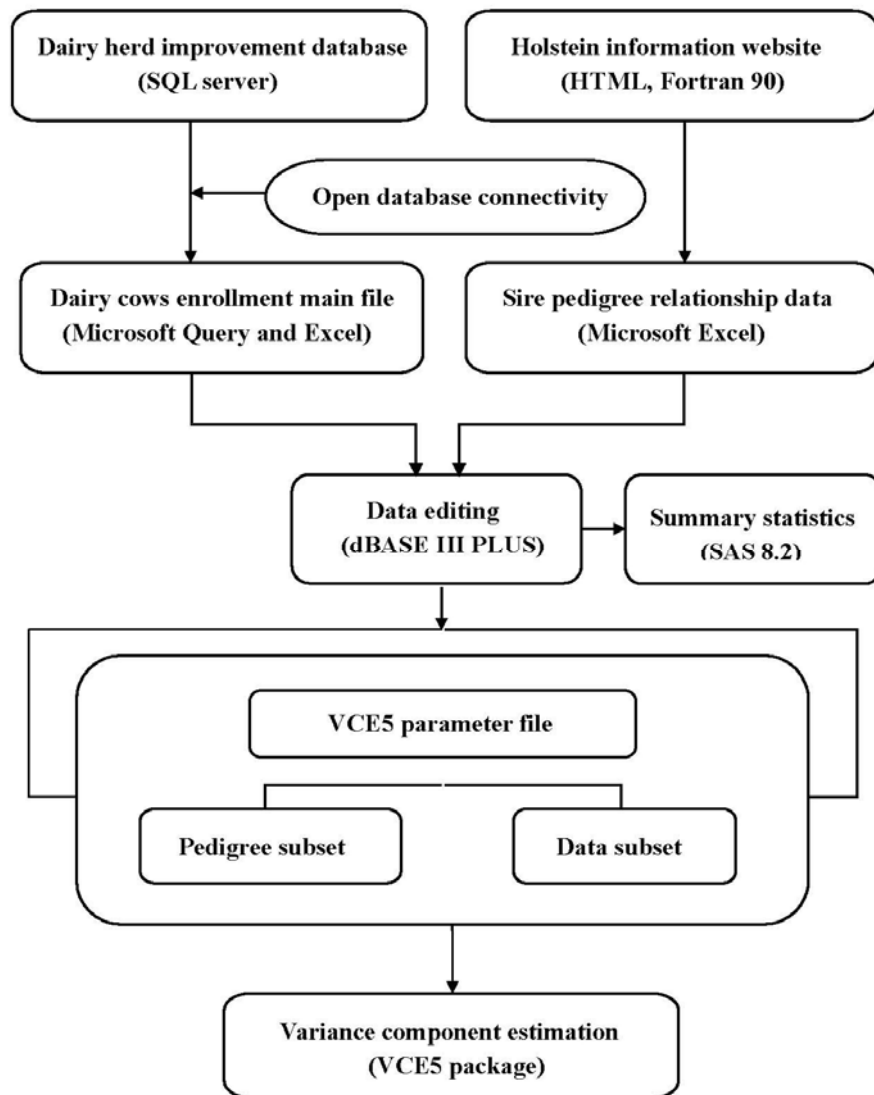 Dairy herd improvement database
(SQL server)
Holstein information website
(HTML, Fortran 90)
Open database connectivity
Dairy cows enrollment main file
(Microsoft Query and Excel)
Sire pedigree relationship data
(Microsoft Excel)
Data editing
(dBASE III PLUS)
Summary statistics
(SAS 8.2)
VCE5 parameter file
Pedigree subset
Data subset
Variance component estimation
(VCE5 package)